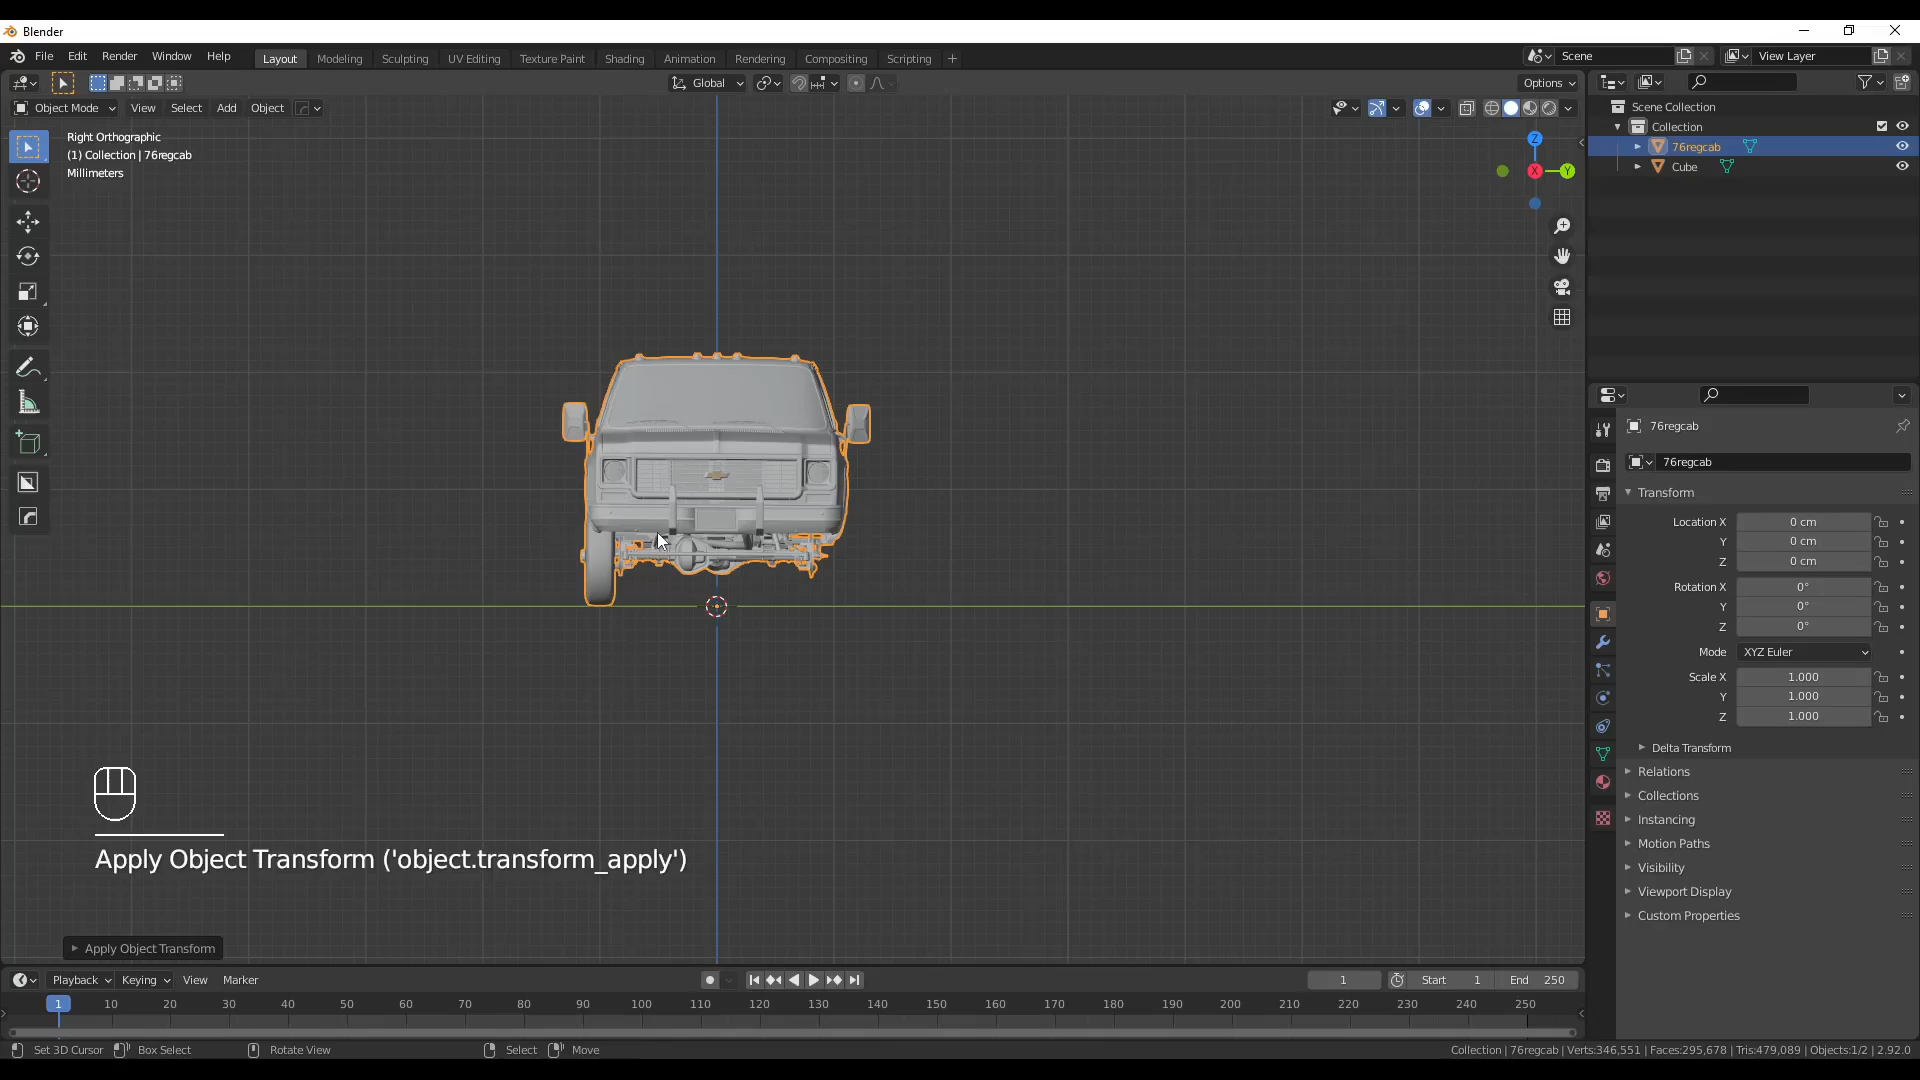 Blender
File Edit Render Window Help
Layout Modeling Sculpting UV Editing Texture Paint Shading Animation Rendering Compositing Scripting +
Scene
View Layer
Global
Options
Object Mode View Select Add Object
Right Orthographic
(1) Collection | 76regcab
Millimeters
Z
X
Y
Scene Collection
Collection
76regcab
Cube
76regcab
76regcab
Transform
Location X 0 cm
Y 0 cm
Z 0 cm
Rotation X 0°
Y 0°
Z 0°
Mode XYZ Euler
Scale X 1.000
Y 1.000
Z 1.000
Delta Transform
Relations
Collections
Instancing
Motion Paths
Visibility
Viewport Display
Custom Properties
Apply Object Transform ('object.transform_apply')
Apply Object Transform
Playback Keying View Marker
1
Start 1 End 250
1 10 20 30 40 50 60 70 80 90 100 110 120 130 140 150 160 170 180 190 200 210 220 230 240 250
Set 3D Cursor Box Select Rotate View Select Move
Collection | 76regcab | Verts:346,551 | Faces:295,678 | Tris:479,089 | Objects:1/2 | 2.92.0